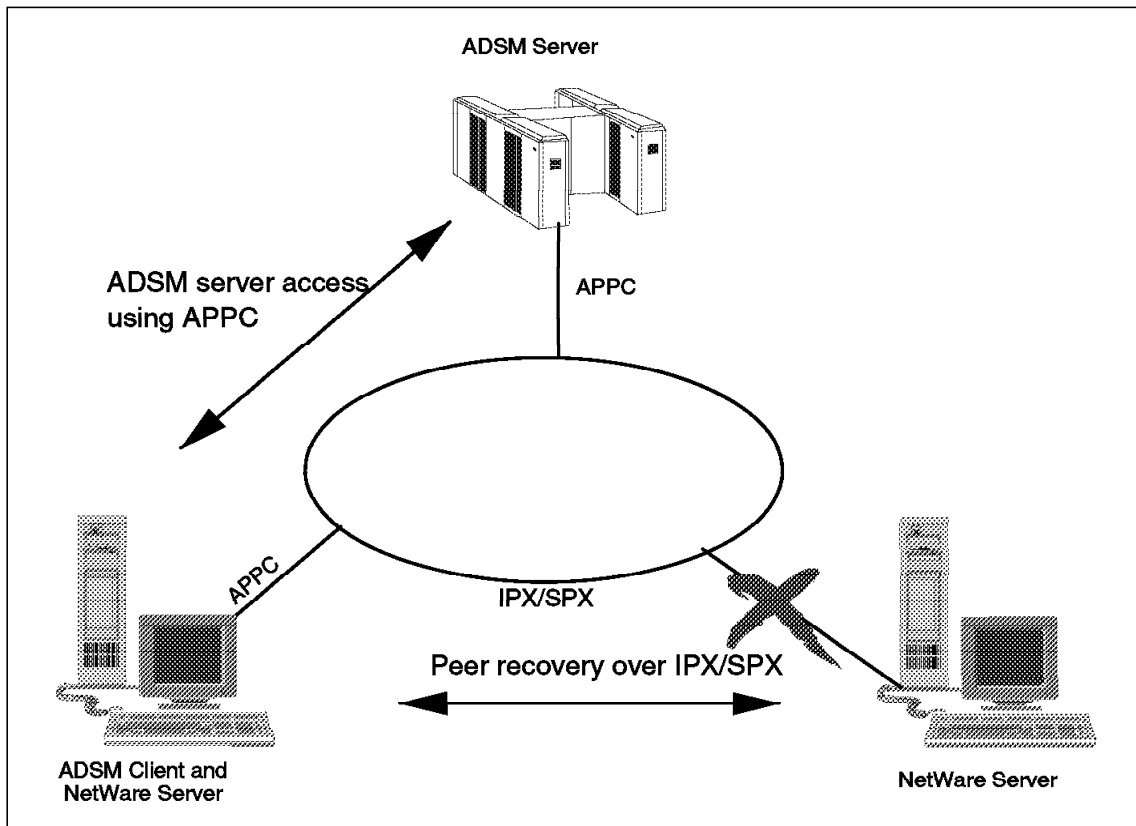 ADSM Server
ADSM server access
using APPC
APPC
APPC
IPX/SPX
Peer recovery over IPX/SPX
ADSM Client and
NetWare Server
NetWare Server